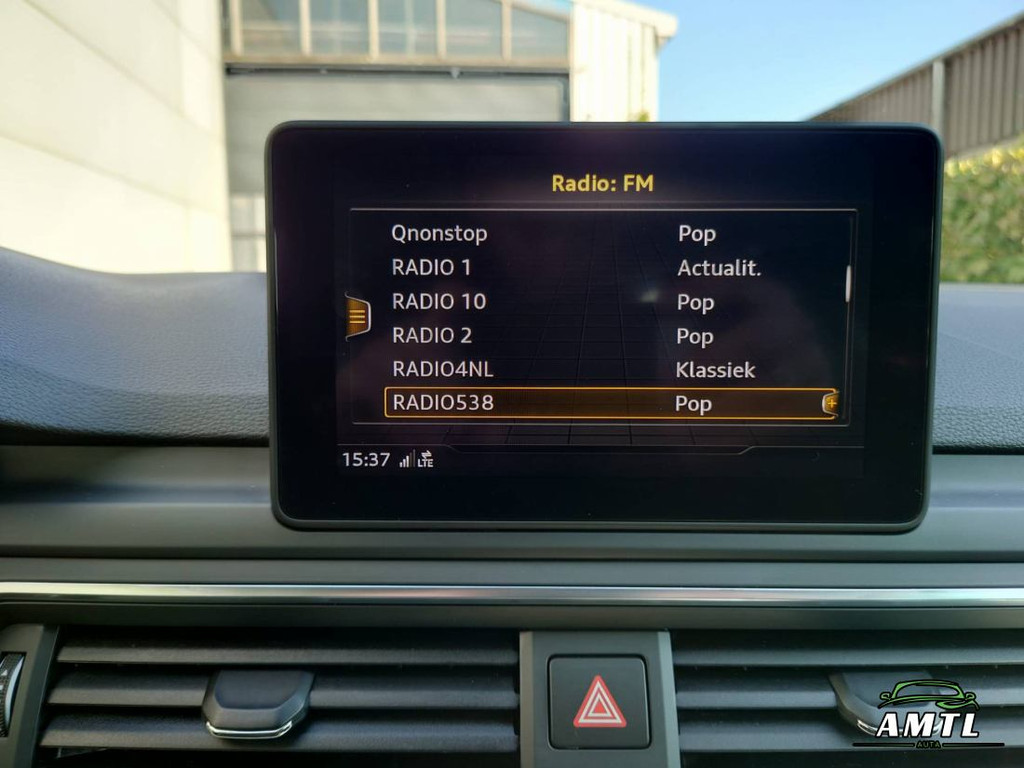 Radio: FM
Qnonstop Pop
RADIO 1 Actualit.
RADIO 10 Pop
RADIO 2 Pop
RADIO4NL Klassiek
RADIO538 Pop
15:37 LTE
AMTL
AUTA